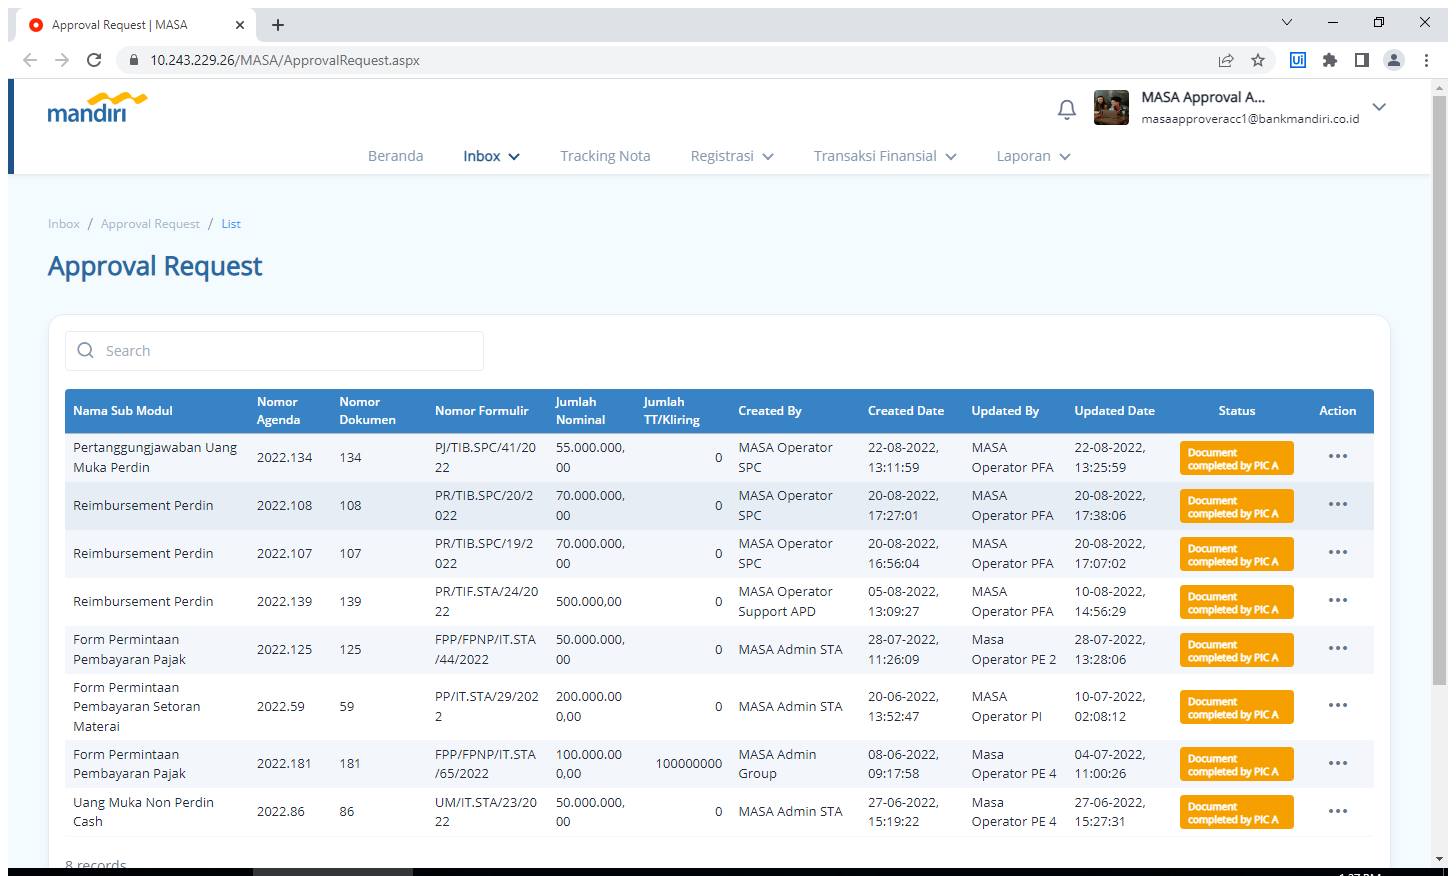 Approval Request | MASA
10.243.229.26/MASA/ApprovalRequest.aspx
mandiri
MASA Approval A...
masaapproveracc1@bankmandiri.co.id
Beranda Inbox Tracking Nota Registrasi Transaksi Finansial Laporan
Inbox / Approval Request / List
Approval Request
Search
Nama Sub Modul Nomor Agenda Nomor Dokumen Nomor Formulir Jumlah Nominal Jumlah TT/Kliring Created By Created Date Updated By Updated Date Status Action
Pertanggungjawaban Uang Muka Perdin 2022.134 134 PJ/TIB.SPC/41/2022 55.000.000,00 0 MASA Operator SPC 22-08-2022, 13:11:59 MASA Operator PFA 22-08-2022, 13:25:59 Document completed by PIC A
Reimbursement Perdin 2022.108 108 PR/TIB.SPC/20/2022 70.000.000,00 0 MASA Operator SPC 20-08-2022, 17:27:01 MASA Operator PFA 20-08-2022, 17:38:06 Document completed by PIC A
Reimbursement Perdin 2022.107 107 PR/TIB.SPC/19/2022 70.000.000,00 0 MASA Operator SPC 20-08-2022, 16:56:04 MASA Operator PFA 20-08-2022, 17:07:02 Document completed by PIC A
Reimbursement Perdin 2022.139 139 PR/TIF.STA/24/2022 500.000,00 0 MASA Operator Support APD 05-08-2022, 13:09:27 MASA Operator PFA 10-08-2022, 14:56:29 Document completed by PIC A
Form Permintaan Pembayaran Pajak 2022.125 125 FPP/FPNP/IT.STA/44/2022 50.000.000,00 0 MASA Admin STA 28-07-2022, 11:26:09 Masa Operator PE 2 28-07-2022, 13:28:06 Document completed by PIC A
Form Permintaan Pembayaran Setoran Materai 2022.59 59 PP/IT.STA/29/2022 200.000.000,00 0 MASA Admin STA 20-06-2022, 13:52:47 MASA Operator PI 10-07-2022, 02:08:12 Document completed by PIC A
Form Permintaan Pembayaran Pajak 2022.181 181 FPP/FPNP/IT.STA/65/2022 100.000.000,00 100000000 MASA Admin Group 08-06-2022, 09:17:58 Masa Operator PE 4 04-07-2022, 11:00:26 Document completed by PIC A
Uang Muka Non Perdin Cash 2022.86 86 UM/IT.STA/23/2022 50.000.000,00 0 MASA Admin STA 27-06-2022, 15:19:22 Masa Operator PE 4 27-06-2022, 15:27:31 Document completed by PIC A
8 records